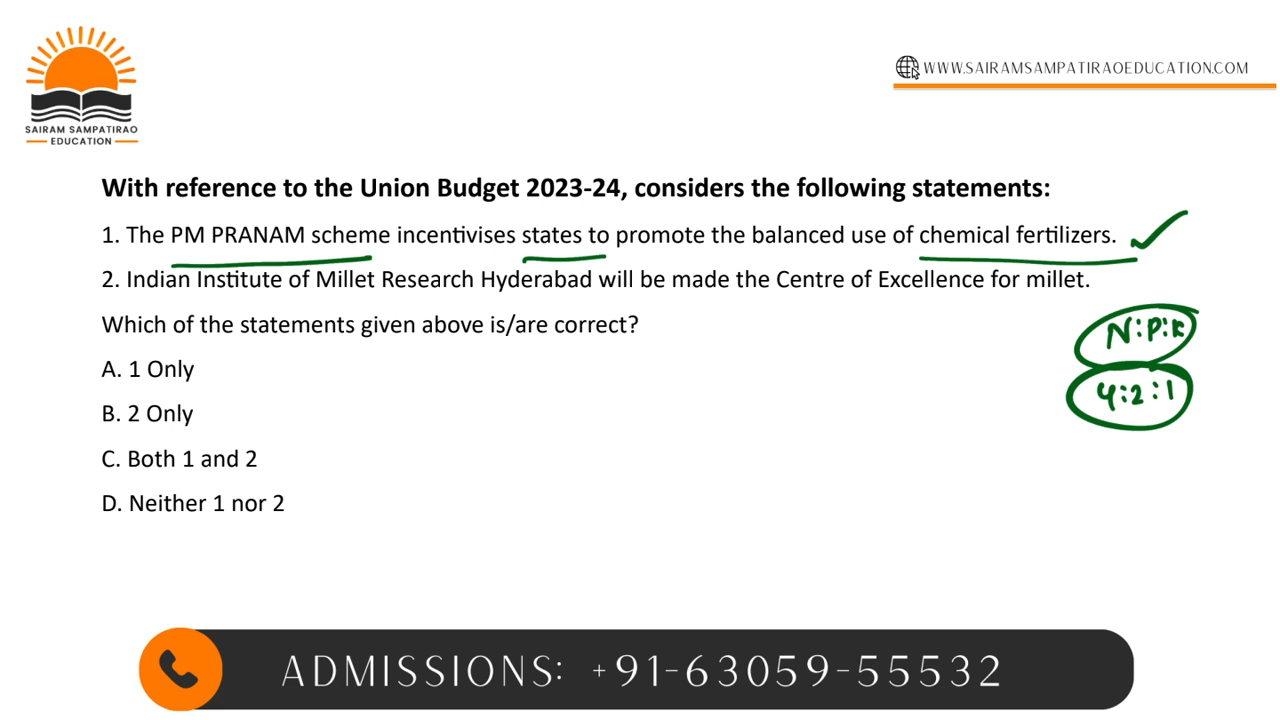 SAIRAM SAMPATIRAO
EDUCATION
WWW.SAIRAMSAMPATIRAOEDUCATION.COM
With reference to the Union Budget 2023-24, considers the following statements:
1. The PM PRANAM scheme incentivises states to promote the balanced use of chemical fertilizers.
2. Indian Institute of Millet Research Hyderabad will be made the Centre of Excellence for millet.
Which of the statements given above is/are correct?
N:P:K
4:2:1
A. 1 Only
B. 2 Only
C. Both 1 and 2
D. Neither 1 nor 2
ADMISSIONS: +91-63059-55532